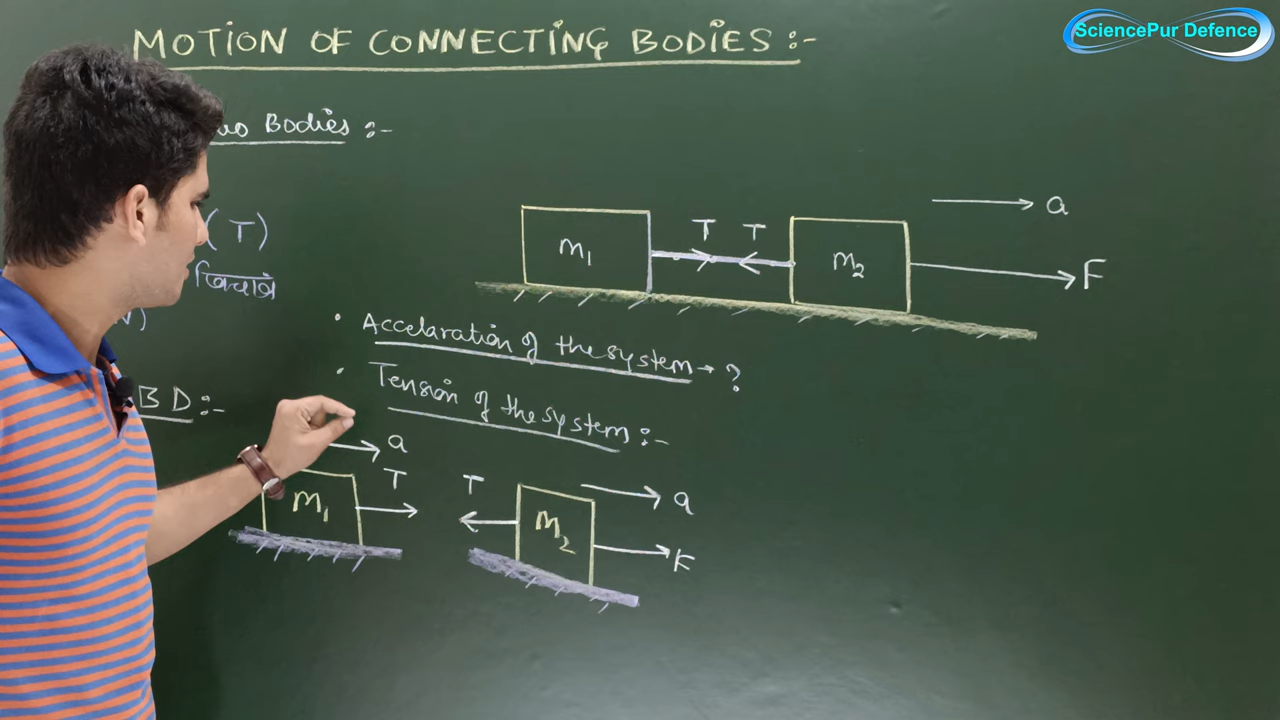 SciencePur Defence
MOTION OF CONNECTING BODIES :-
Bodies :-
a
T T
m₁
m₂
F
(T)
• Accelaration of the system → ?
• Tension of the system :-
BD :-
a
T
m₁
T
a
m₂
F